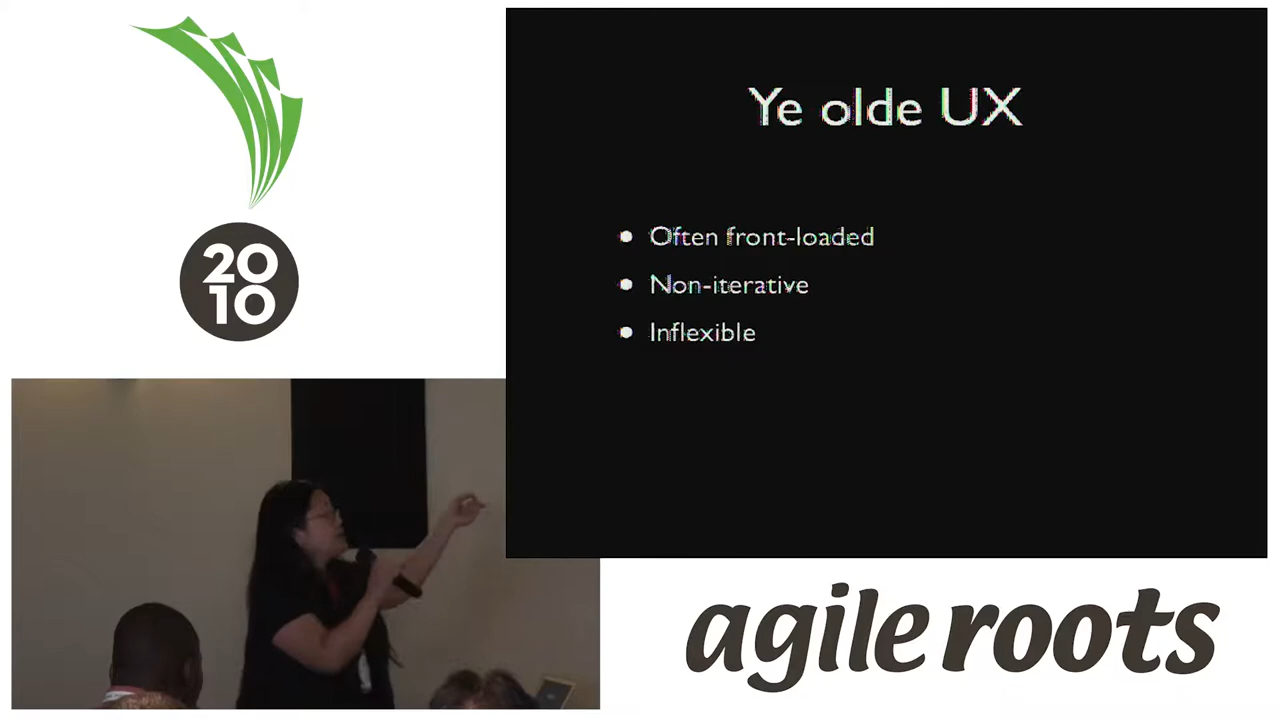 20
10
Ye olde UX
Often front-loaded
Non-iterative
Inflexible
agile roots